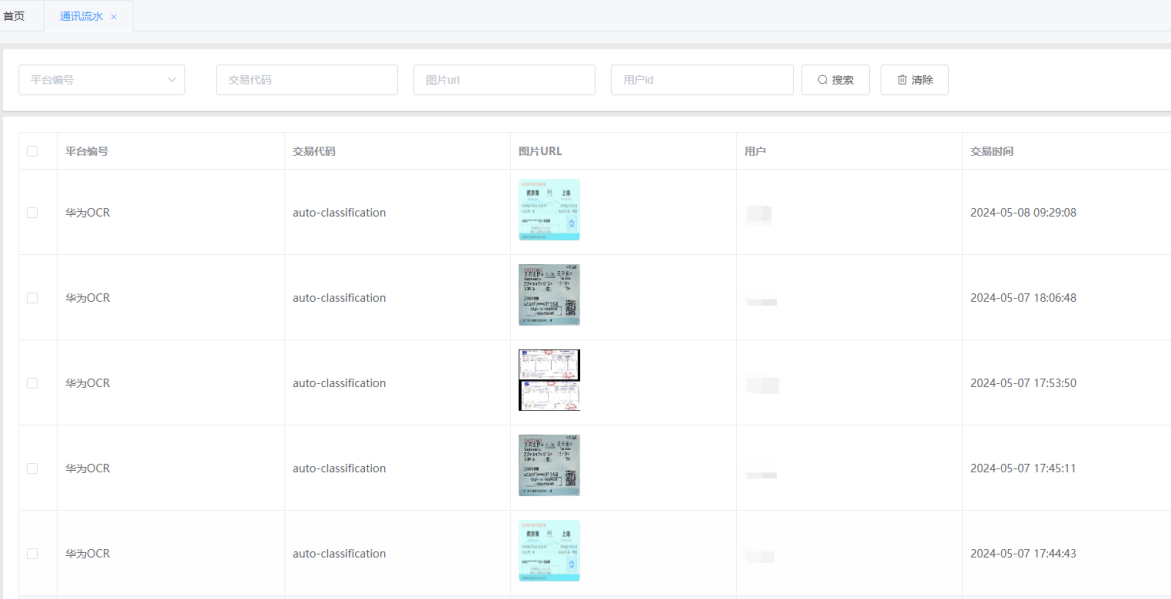 首页 通讯流水 ×
平台编号 交易代码 图片url 用户id 搜索 清除
平台编号 交易代码 图片URL 用户 交易时间
华为OCR auto-classification 2024-05-08 09:29:08
华为OCR auto-classification 2024-05-07 18:06:48
华为OCR auto-classification 2024-05-07 17:53:50
华为OCR auto-classification 2024-05-07 17:45:11
华为OCR auto-classification 2024-05-07 17:44:43